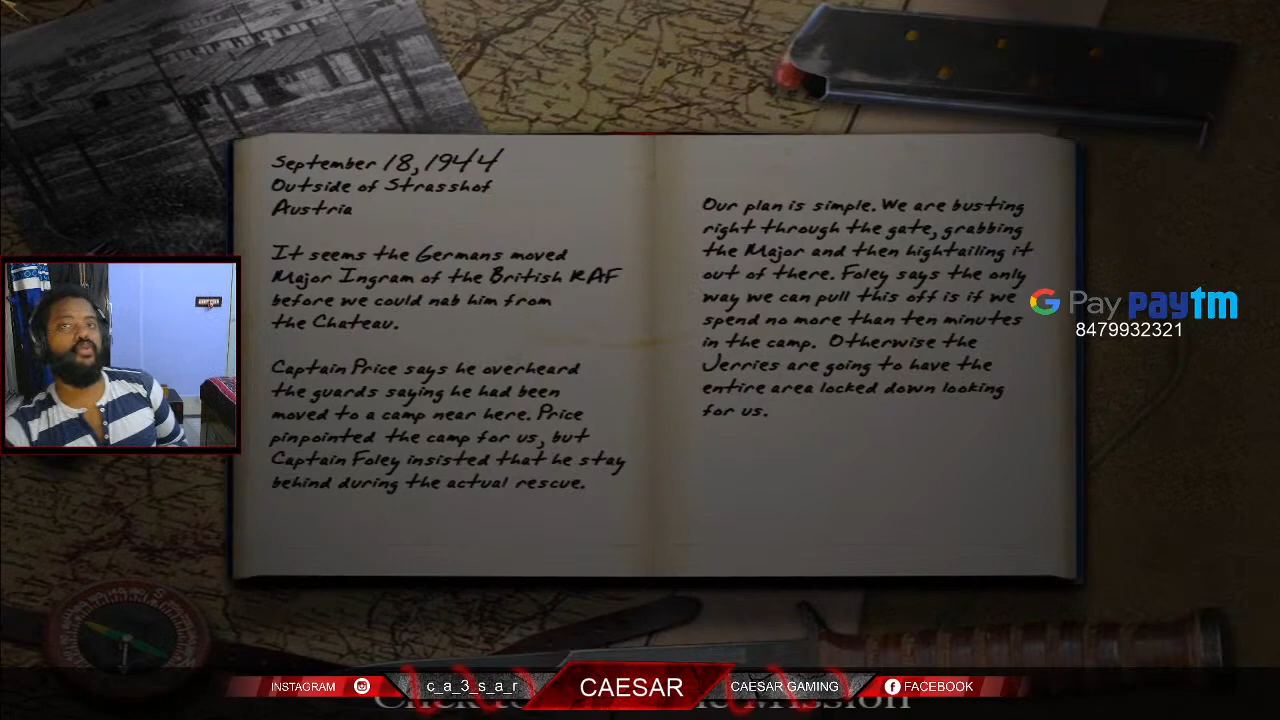 September 18, 1944
Outside of Strasshof
Austria
It seems the Germans moved
Major Ingram of the British RAF
before we could nab him from
the Chateau.
Captain Price says he overheard
the guards saying he had been
moved to a camp near here. Price
pinpointed the camp for us, but
Captain Foley insisted that he stay
behind during the actual rescue.
Our plan is simple. We are busting
right through the gate, grabbing
the Major and then hightailing it
out of there. Foley says the only
way we can pull this off is if we
spend no more than ten minutes
in the camp. Otherwise the
Jerries are going to have the
entire area locked down looking
for us.
G Pay paytm
8479932321
INSTAGRAM
c_a_3_s_a_r
CAESAR
CAESAR GAMING
FACEBOOK
Mission